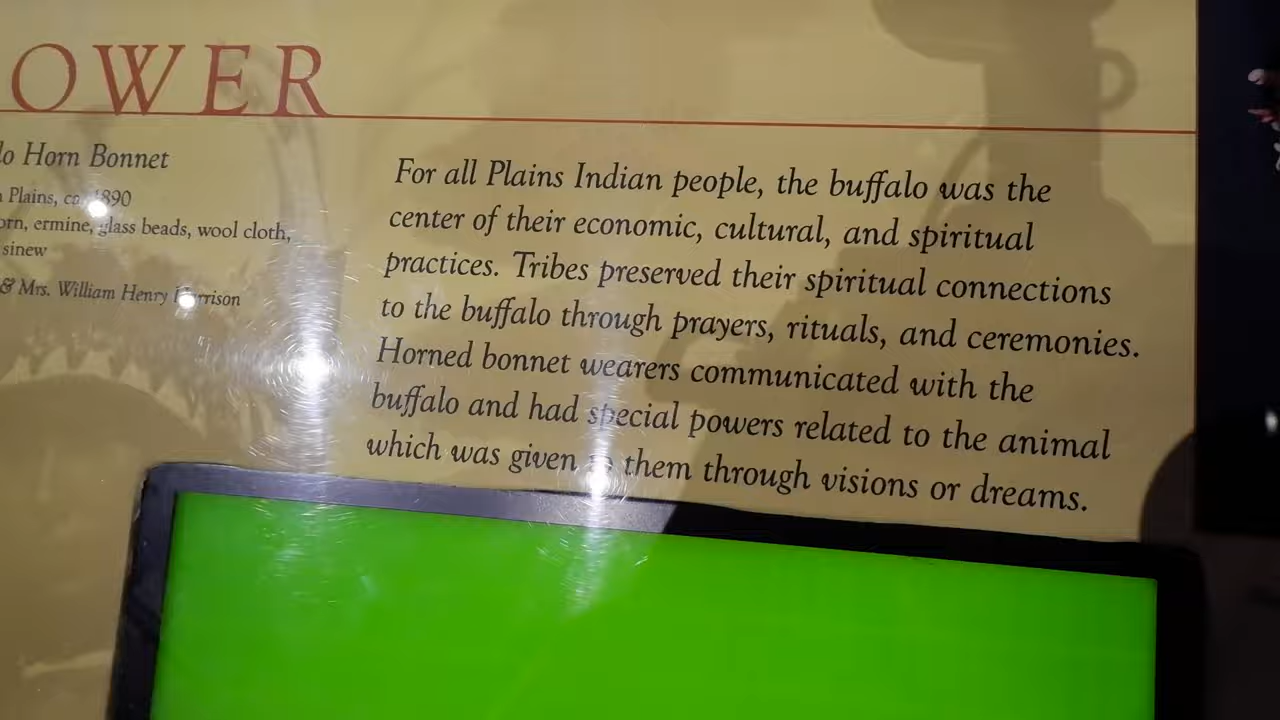 OWER
lo Horn Bonnet
Plains, ca. 1890
orn, ermine, glass beads, wool cloth,
sinew
& Mrs. William Henry Harrison
For all Plains Indian people, the buffalo was the
center of their economic, cultural, and spiritual
practices. Tribes preserved their spiritual connections
to the buffalo through prayers, rituals, and ceremonies.
Horned bonnet wearers communicated with the
buffalo and had special powers related to the animal
which was given to them through visions or dreams.